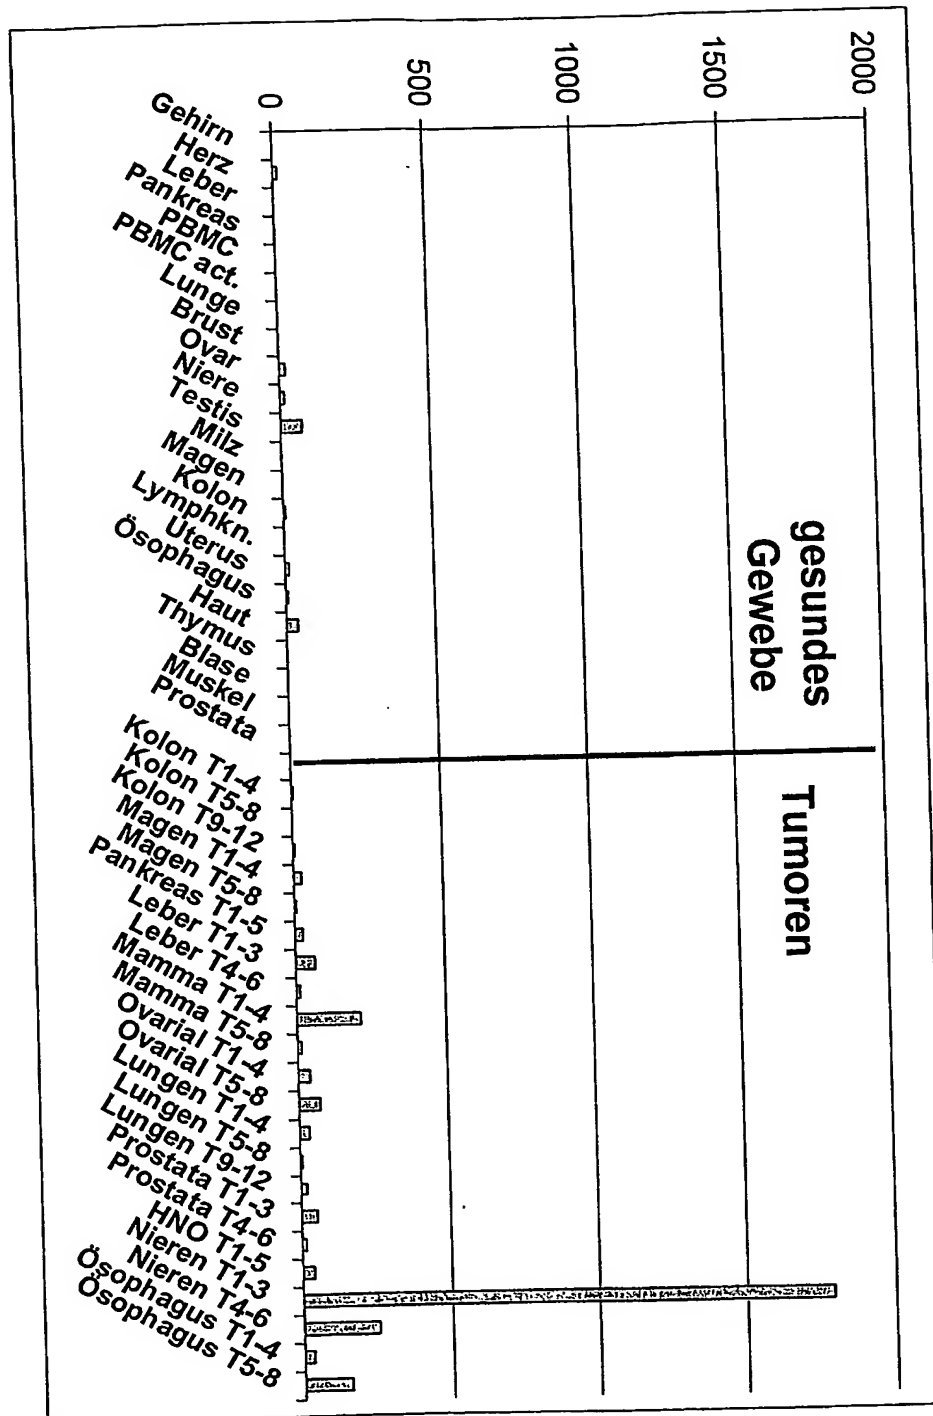 2000
1500
1000
500
0
gesundes
Gewebe
Tumoren
Gehirn
Herz
Leber
Pankreas
PBMC
PBMC act.
Lunge
Brust
Ovar
Niere
Testis
Milz
Magen
Kolon
Lymphkn.
Uterus
Ösophagus
Haut
Thymus
Blase
Muskel
Prostata
Kolon T1-4
Kolon T5-8
Kolon T9-12
Magen T1-4
Magen T5-8
Pankreas T1-5
Leber T1-3
Leber T4-6
Mamma T1-4
Mamma T5-8
Ovarial T1-4
Ovarial T5-8
Lungen T1-4
Lungen T5-8
Lungen T9-12
Prostata T1-3
Prostata T4-6
HNO T1-5
Nieren T1-3
Nieren T4-6
Ösophagus T1-4
Ösophagus T5-8